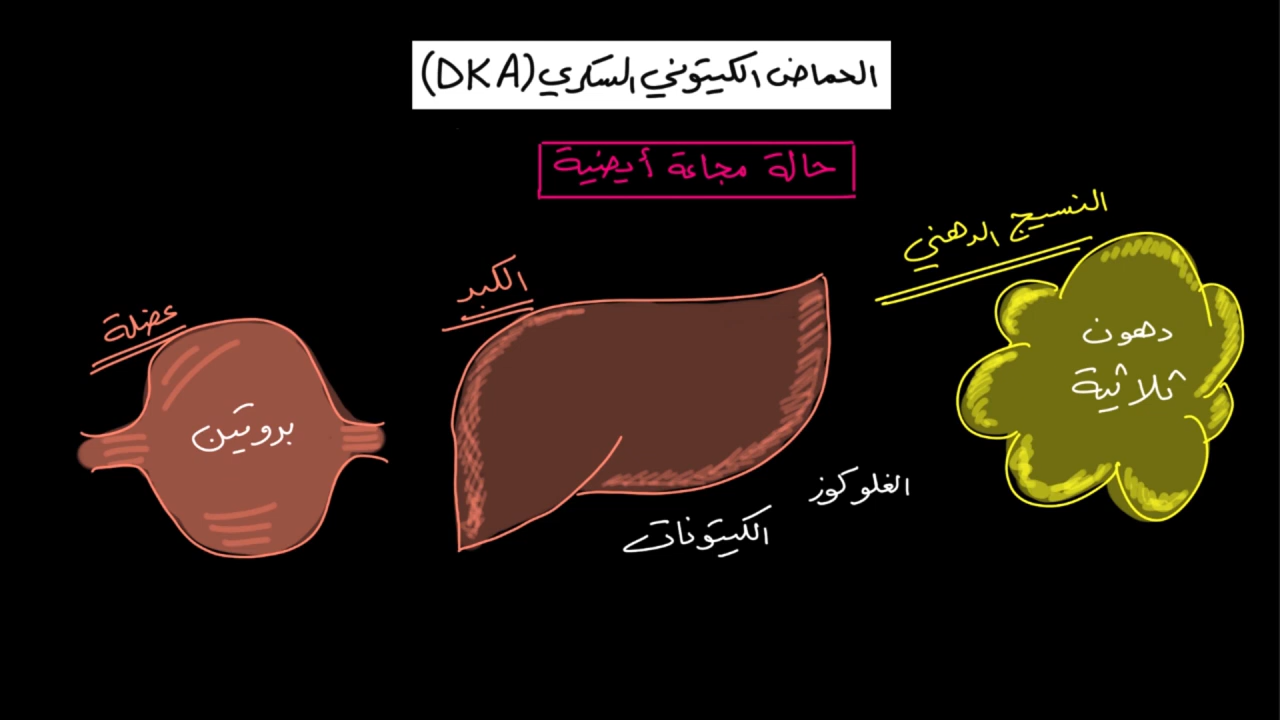 الحماض الكيتوني السكري (DKA)
حالة مجاعة أيضية
النسيج الدهني
دهون
ثلاثية
الكبد
الغلوكوز
الكيتونات
عضلة
بروتين